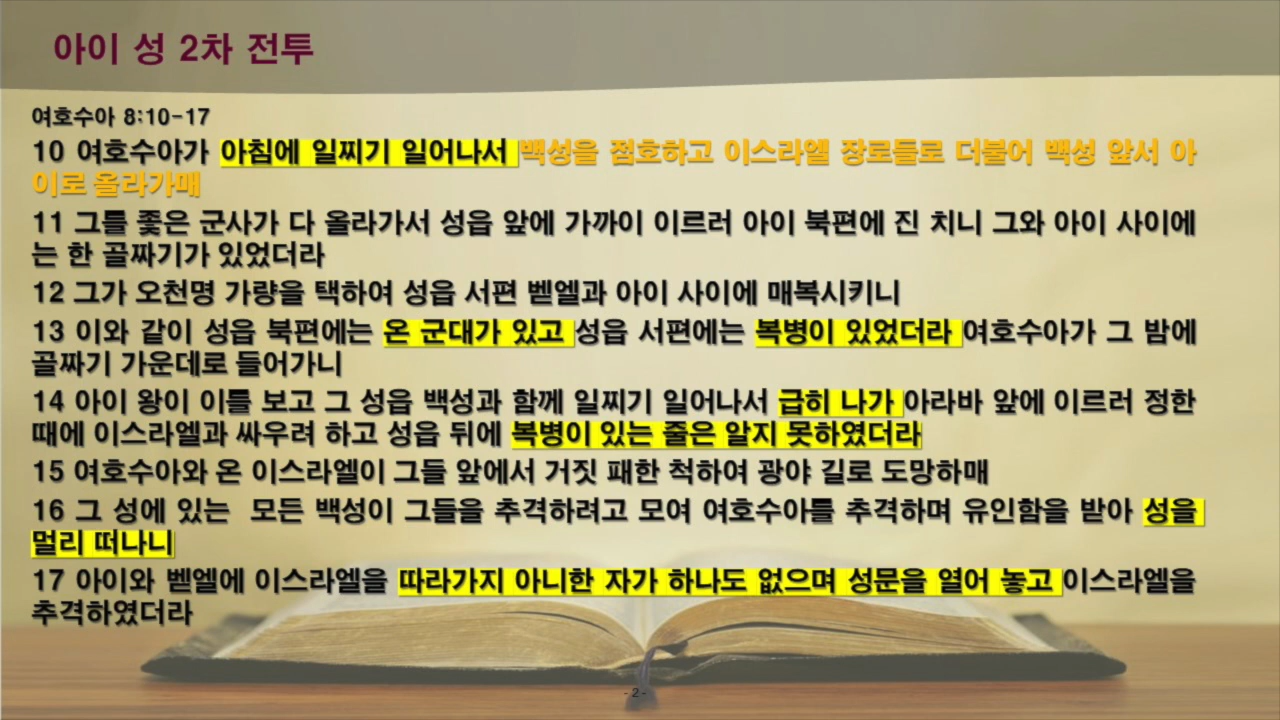 아이 성 2차 전투
여호수아 8:10-17
10 여호수아가 아침에 일찌기 일어나서 백성을 점호하고 이스라엘 장로들로 더불어 백성 앞서 아
이로 올라가매
11 그를 좇은 군사가 다 올라가서 성읍 앞에 가까이 이르러 아이 북편에 진 치니 그와 아이 사이에
는 한 골짜기가 있었더라
12 그가 오천명 가량을 택하여 성읍 서편 벧엘과 아이 사이에 매복시키니
13 이와 같이 성읍 북편에는 온 군대가 있고 성읍 서편에는 복병이 있었더라 여호수아가 그 밤에
골짜기 가운데로 들어가니
14 아이 왕이 이를 보고 그 성읍 백성과 함께 일찌기 일어나서 급히 나가 아라바 앞에 이르러 정한
때에 이스라엘과 싸우려 하고 성읍 뒤에 복병이 있는 줄은 알지 못하였더라
15 여호수아와 온 이스라엘이 그들 앞에서 거짓 패한 척하여 광야 길로 도망하매
16 그 성에 있는 모든 백성이 그들을 추격하려고 모여 여호수아를 추격하며 유인함을 받아 성을
멀리 떠나니
17 아이와 벧엘에 이스라엘을 따라가지 아니한 자가 하나도 없으며 성문을 열어 놓고 이스라엘을
추격하였더라
- 2 -